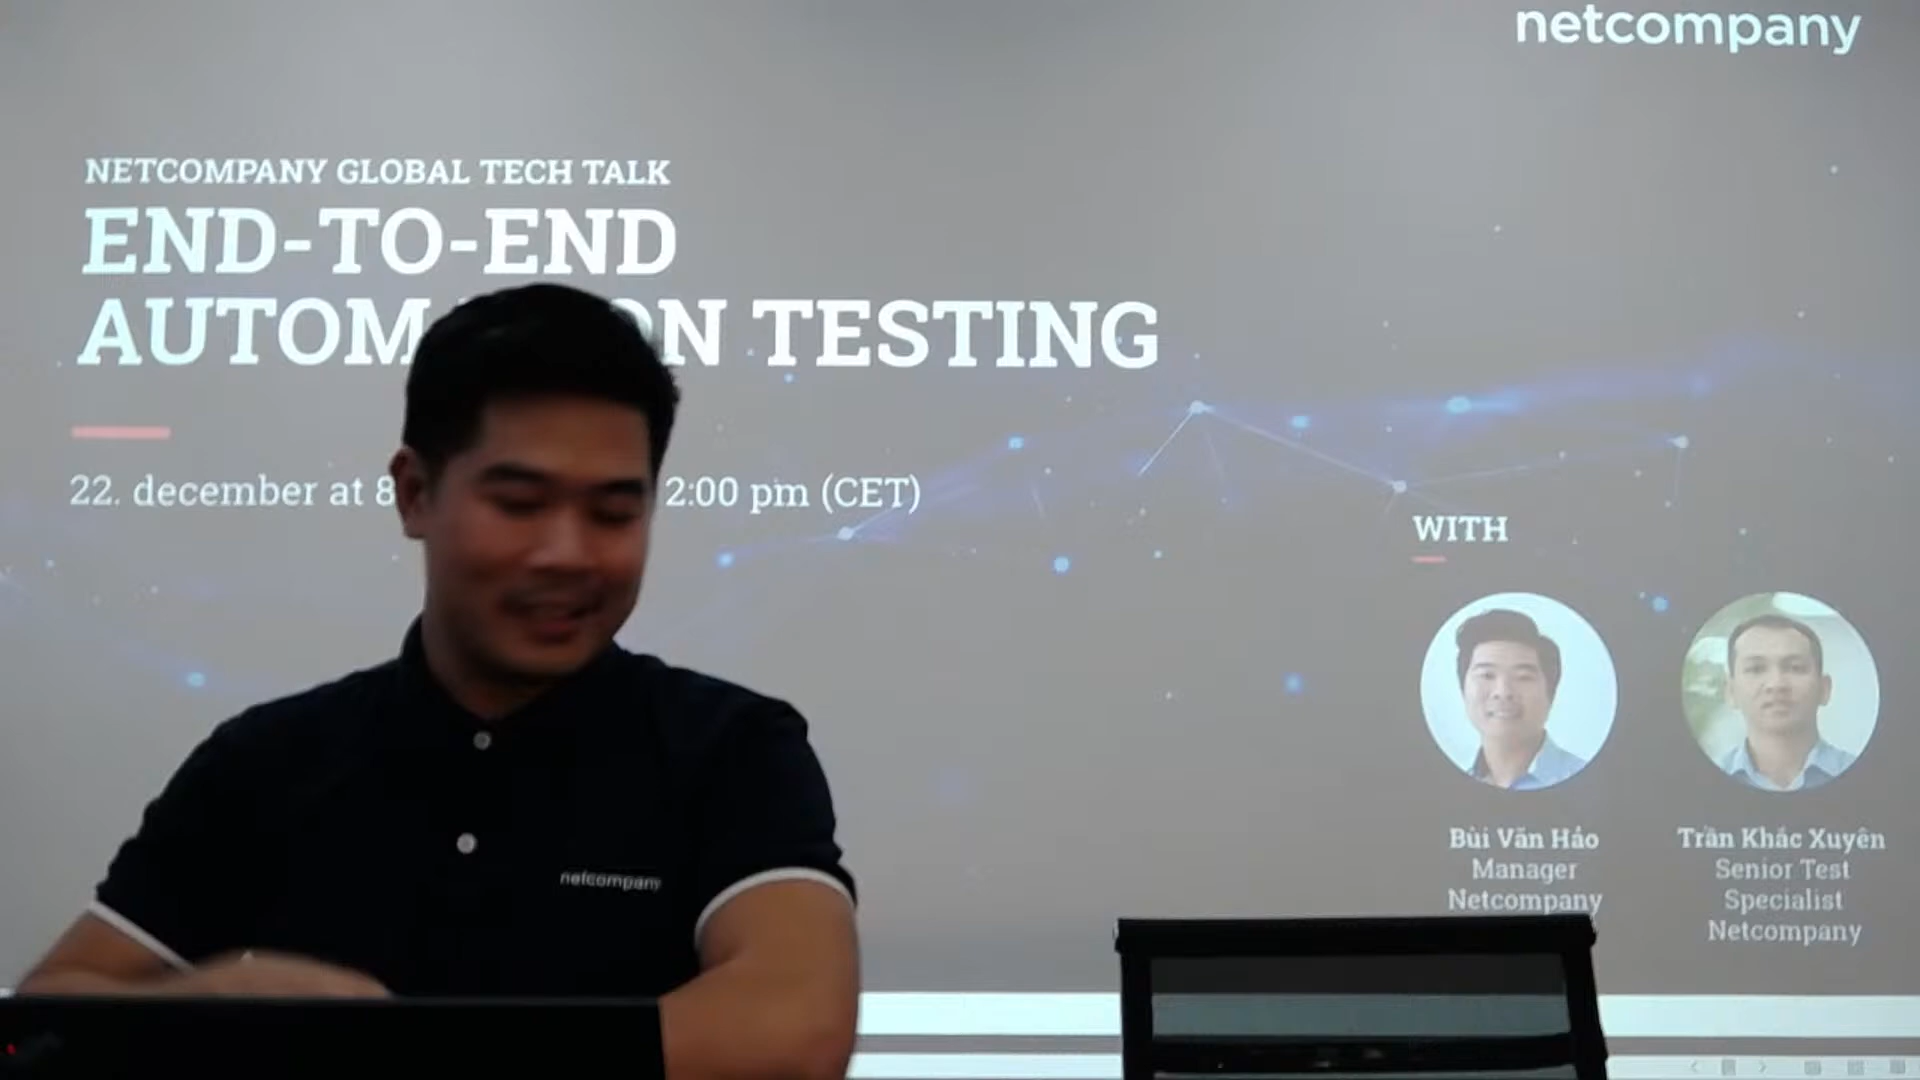 netcompany
NETCOMPANY GLOBAL TECH TALK
END-TO-END
AUTOM ON TESTING
22. december at 8 2:00 pm (CET)
WITH
Bùi Văn Hảo
Manager
Netcompany
Trần Khắc Xuyên
Senior Test
Specialist
Netcompany
netcompany